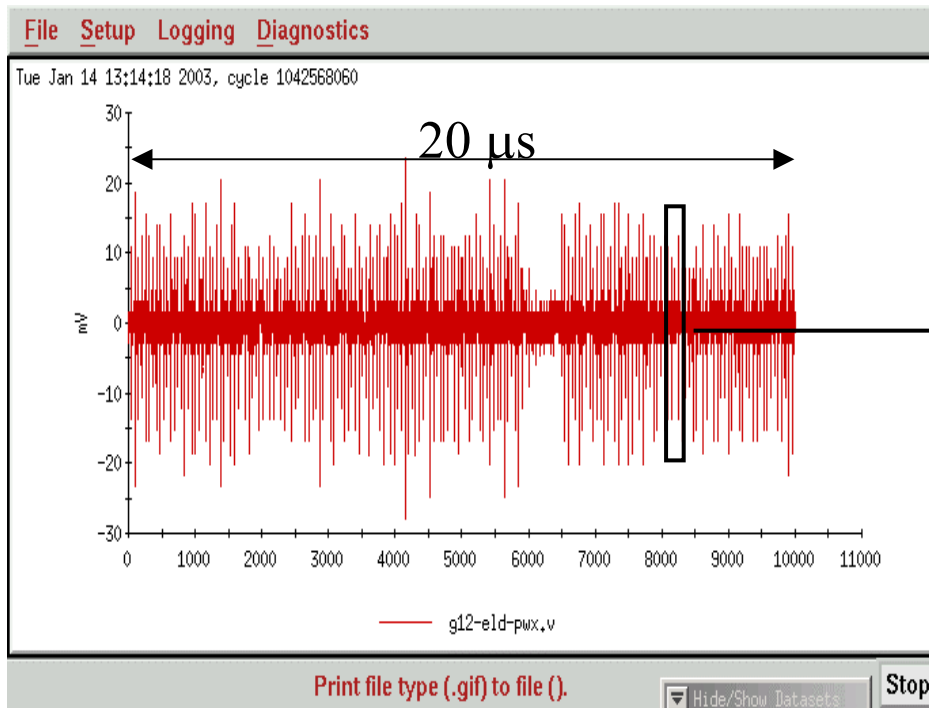 File Setup Logging Diagnostics
Tue Jan 14 13:14:18 2003, cycle 1042568060
20 µs
30
20
10
0
-10
-20
-30
mV
0 1000 2000 3000 4000 5000 6000 7000 8000 9000 10000 11000
g12-eld-pwx.v
Print file type (.gif) to file ().
Hide/Show Datasets
Stop